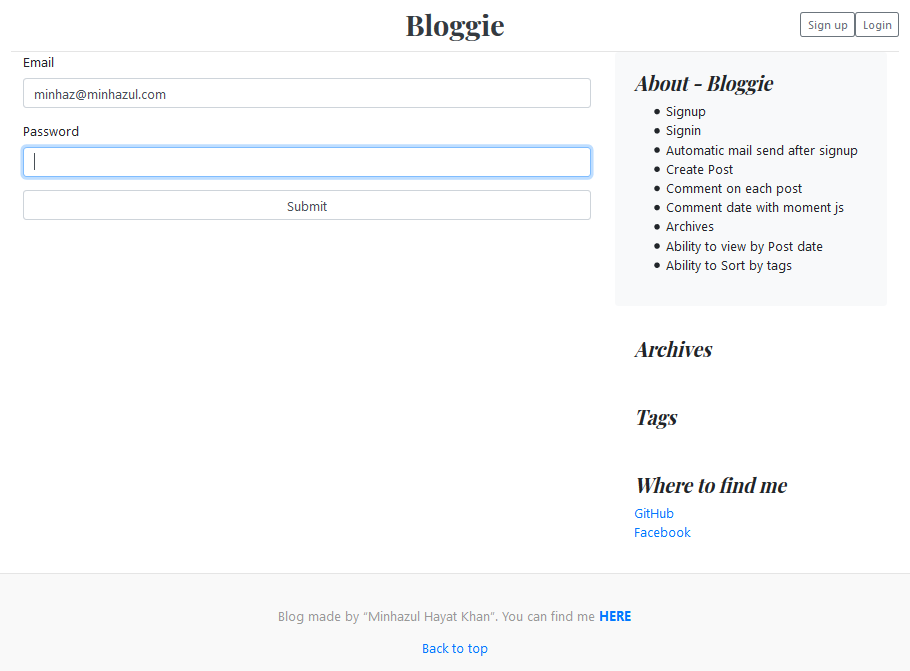 Bloggie
Sign up
Login
Email
minhaz@minhazul.com
Password
Submit
About - Bloggie
Signup
Signin
Automatic mail send after signup
Create Post
Comment on each post
Comment date with moment js
Archives
Ability to view by Post date
Ability to Sort by tags
Archives
Tags
Where to find me
GitHub
Facebook
Blog made by "Minhazul Hayat Khan". You can find me HERE
Back to top